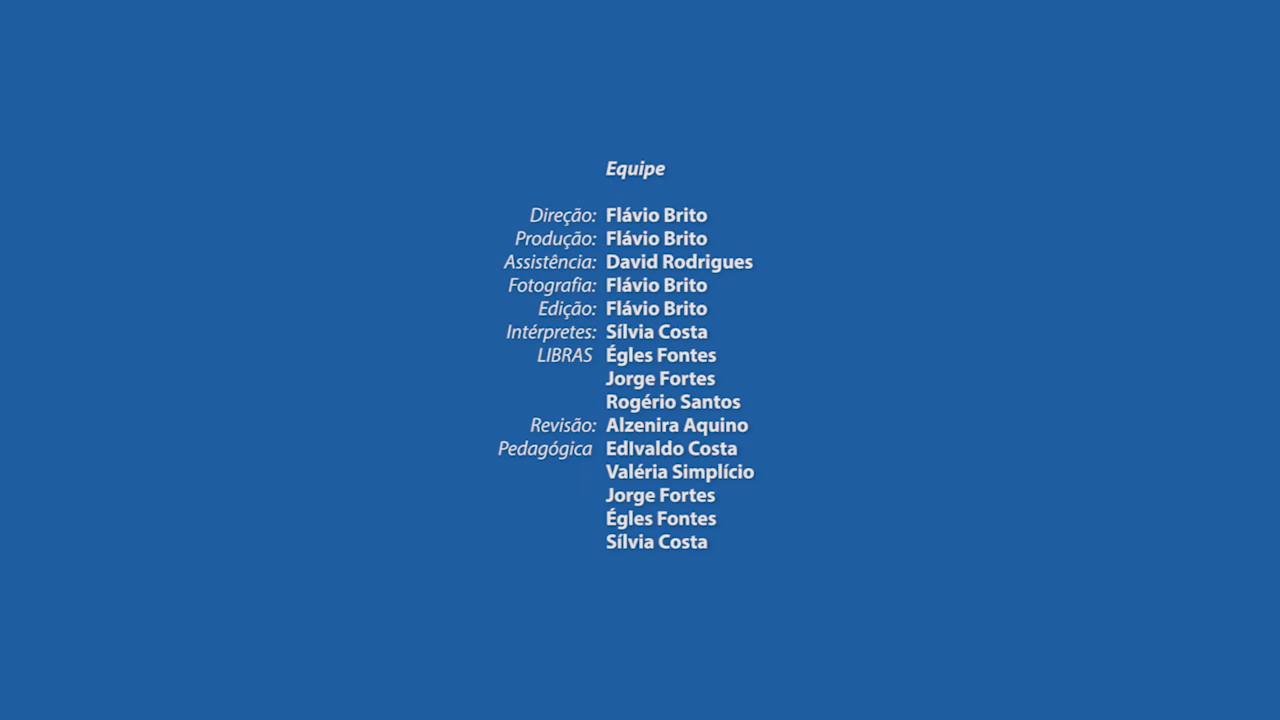 Equipe
Direção: Flávio Brito
Produção: Flávio Brito
Assistência: David Rodrigues
Fotografia: Flávio Brito
Edição: Flávio Brito
Intérpretes: Sílvia Costa
LIBRAS Égles Fontes
Jorge Fortes
Rogério Santos
Revisão: Alzenira Aquino
Pedagógica EdIvaldo Costa
Valéria Simplício
Jorge Fortes
Égles Fontes
Sílvia Costa